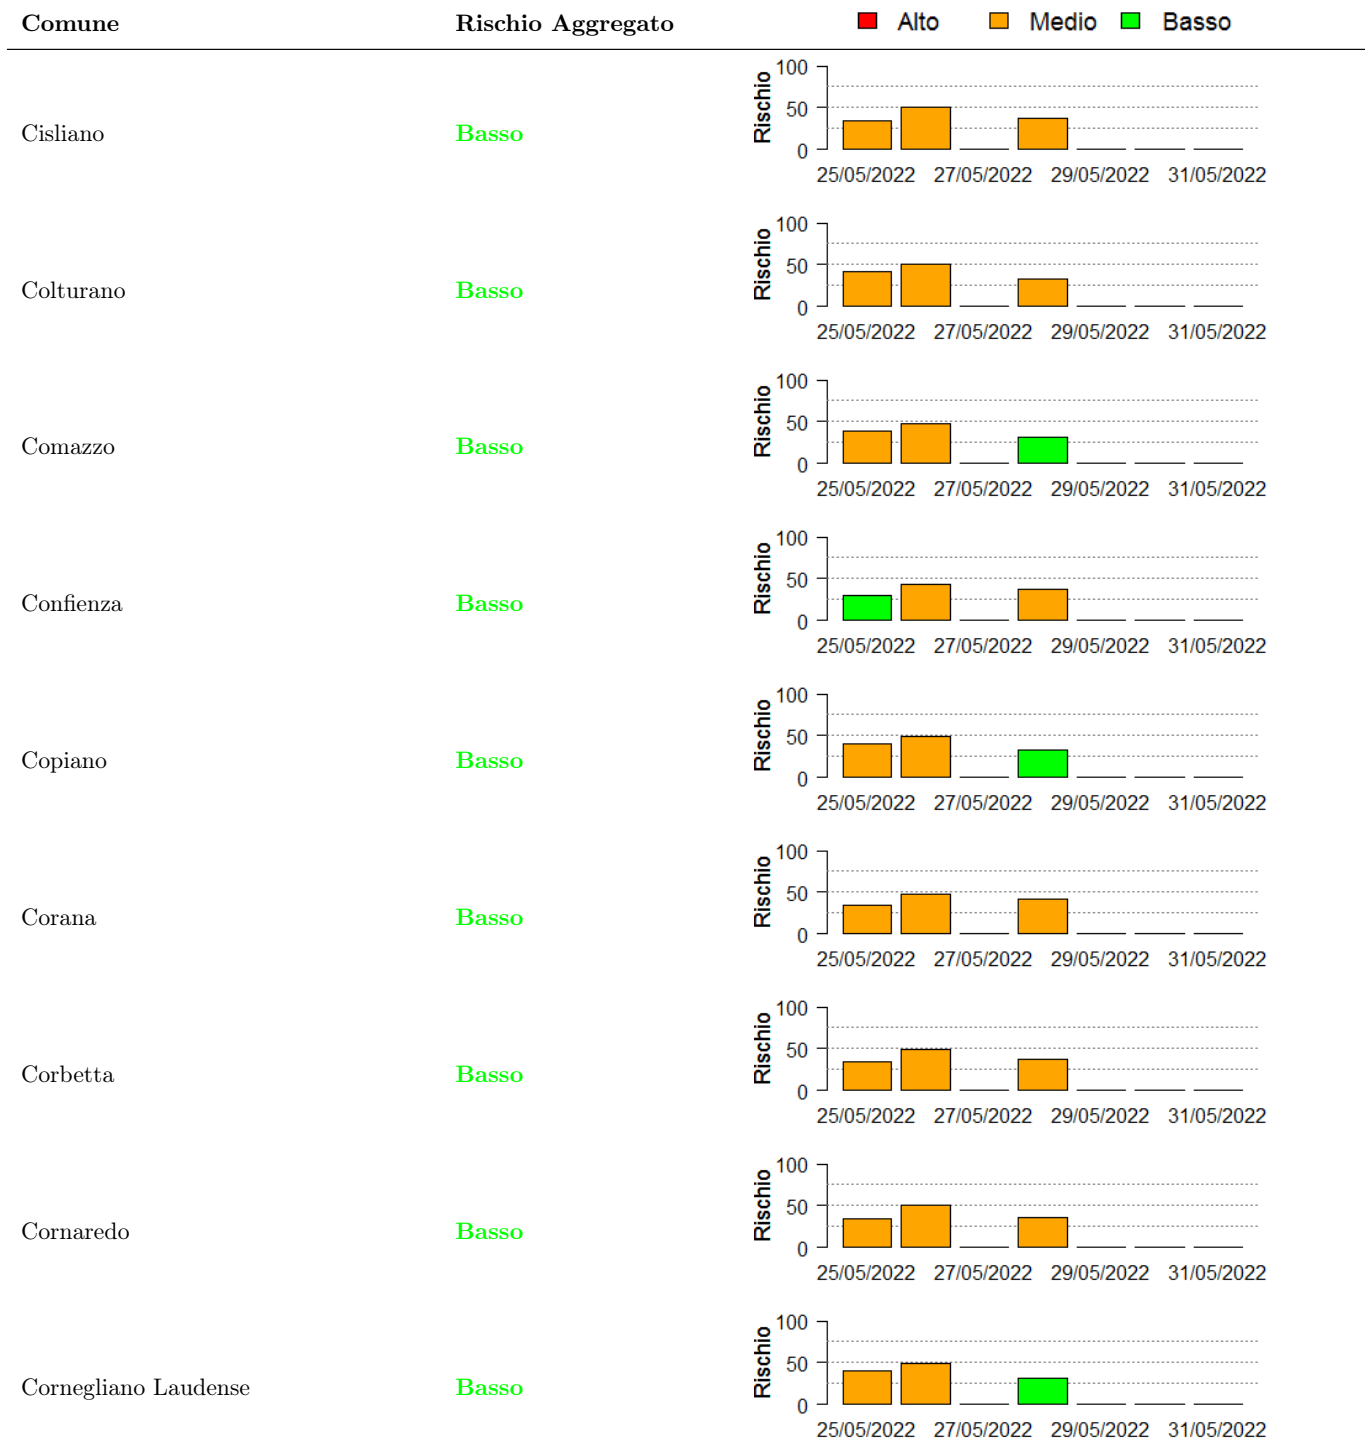 Comune Rischio Aggregato Alto Medio Basso
100
50
0
Rischio
Cisliano Basso
25/05/2022 27/05/2022 29/05/2022 31/05/2022
100
50
0
Rischio
Colturano Basso
25/05/2022 27/05/2022 29/05/2022 31/05/2022
100
50
0
Rischio
Comazzo Basso
25/05/2022 27/05/2022 29/05/2022 31/05/2022
100
50
0
Rischio
Confienza Basso
25/05/2022 27/05/2022 29/05/2022 31/05/2022
100
50
0
Rischio
Copiano Basso
25/05/2022 27/05/2022 29/05/2022 31/05/2022
100
50
0
Rischio
Corana Basso
25/05/2022 27/05/2022 29/05/2022 31/05/2022
100
50
0
Rischio
Corbetta Basso
25/05/2022 27/05/2022 29/05/2022 31/05/2022
100
50
0
Rischio
Cornaredo Basso
25/05/2022 27/05/2022 29/05/2022 31/05/2022
100
50
0
Rischio
Cornegliano Laudense Basso
25/05/2022 27/05/2022 29/05/2022 31/05/2022